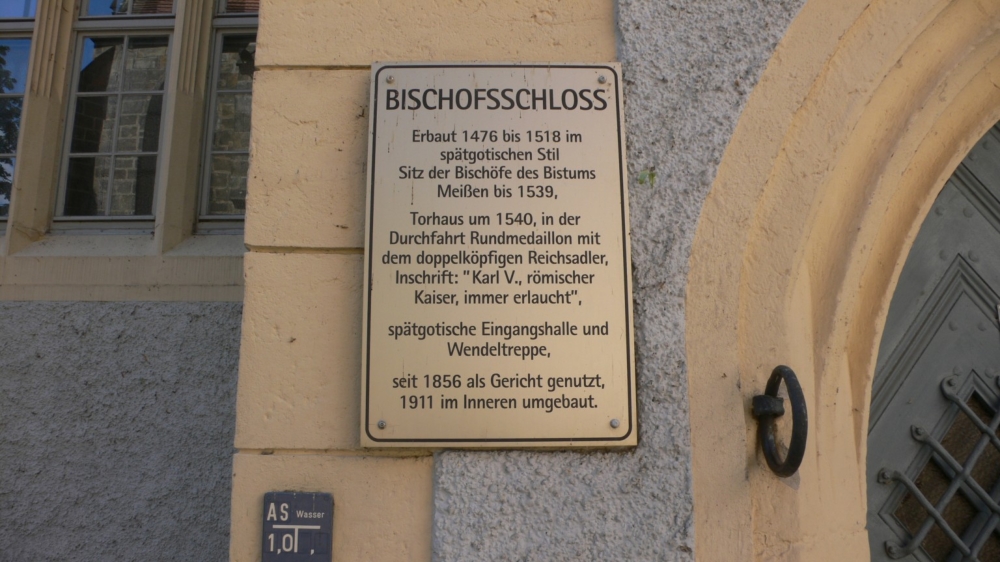 BISCHOFSSCHLOSS
Erbaut 1476 bis 1518 im
spätgotischen Stil
Sitz der Bischöfe des Bistums
Meißen bis 1539,
Torhaus um 1540, in der
Durchfahrt Rundmedaillon mit
dem doppelköpfigen Reichsadler,
Inschrift: "Karl V., römischer
Kaiser, immer erlaucht",
spätgotische Eingangshalle und
Wendeltreppe,
seit 1856 als Gericht genutzt,
1911 im Inneren umgebaut.
AS Wasser
1,0 ,